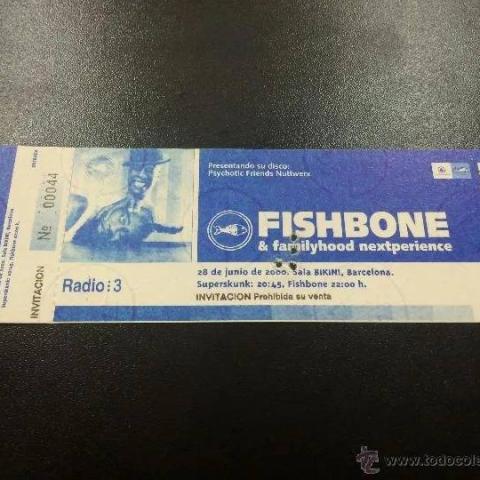 Presentando su disco:
Psychotic Friends Nuttwerx
FISHBONE
& familyhood nextperience
28 de junio de 2000. Sala BIKINI, Barcelona.
Superskunk: 20:45. Fishbone 22:00 h.
INVITACION Prohibida su venta
Radio 3
INVITACION
Nº 00044
www.todocole